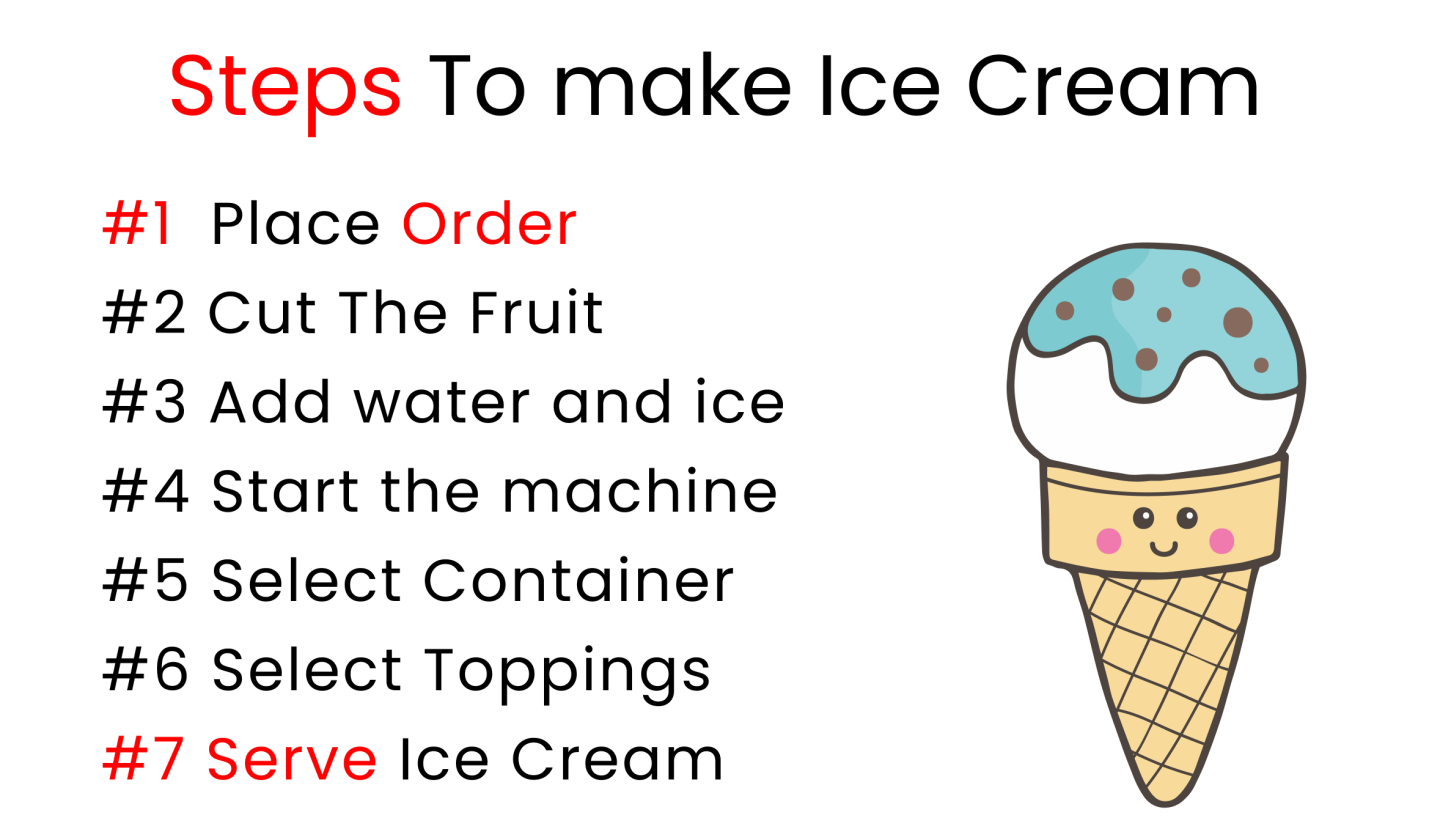 Steps To make Ice Cream
#1 Place Order
#2 Cut The Fruit
#3 Add water and ice
#4 Start the machine
#5 Select Container
#6 Select Toppings
#7 Serve Ice Cream